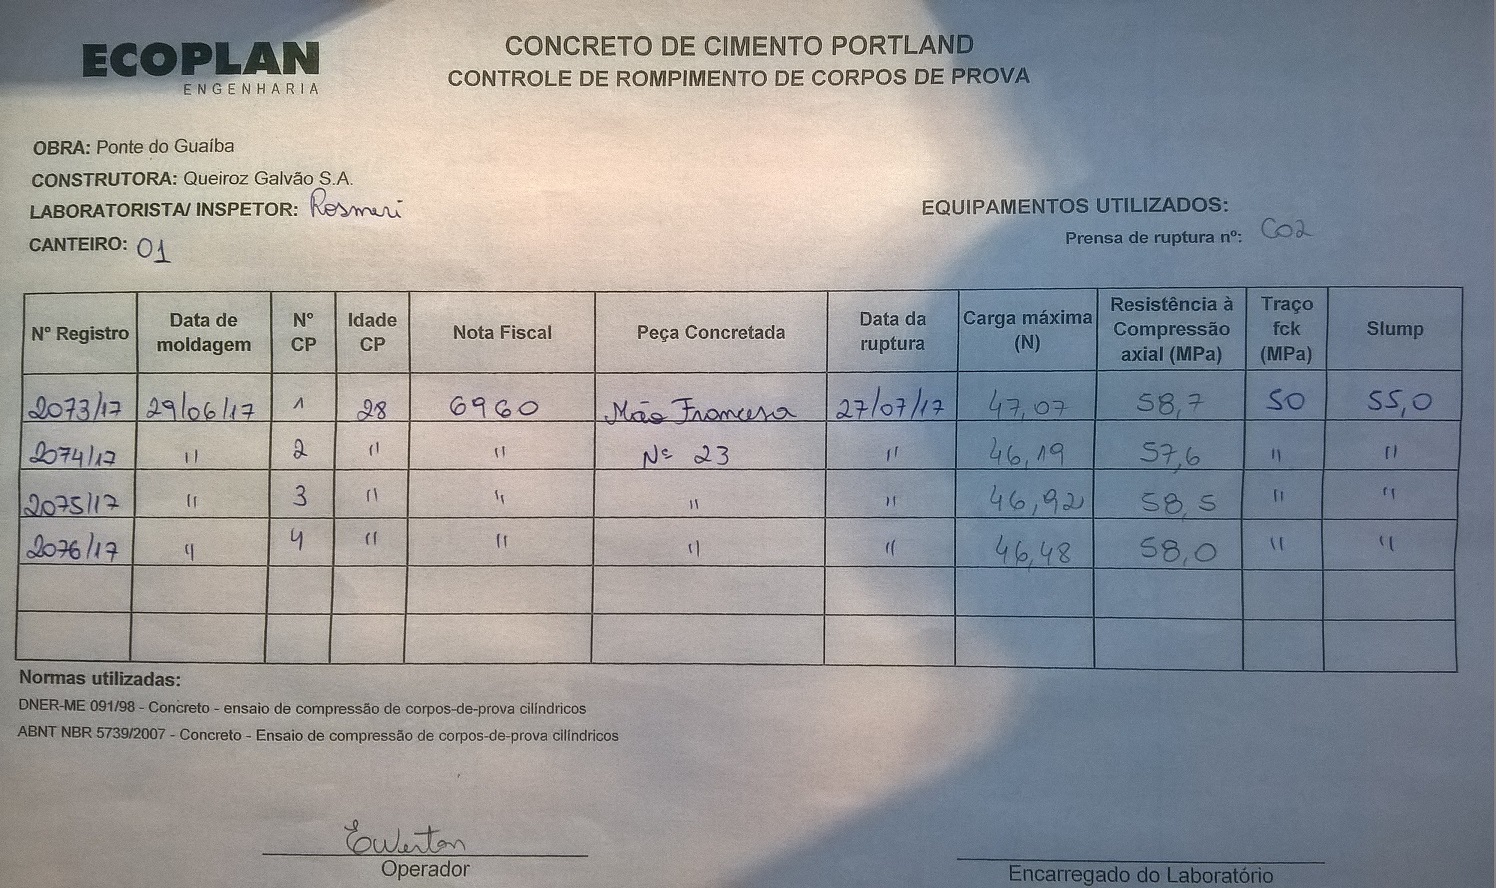 ECOPLAN
ENGENHARIA
CONCRETO DE CIMENTO PORTLAND
CONTROLE DE ROMPIMENTO DE CORPOS DE PROVA
OBRA: Ponte do Guaíba
CONSTRUTORA: Queiroz Galvão S.A.
LABORATORISTA/ INSPETOR: Rosmeri
CANTEIRO: 01
EQUIPAMENTOS UTILIZADOS:
Prensa de ruptura nº: C02
Nº Registro Data de moldagem Nº CP Idade CP Nota Fiscal Peça Concretada Data da ruptura Carga máxima (N) Resistência à Compressão axial (MPa) Traço fck (MPa) Slump
2073/17 29/06/17 1 28 6960 Mão Francesa 27/07/17 47,07 58,7 50 55,0
2074/17 " 2 " " Nº 23 " 46,19 57,6 " "
2075/17 " 3 " " " " 46,92 58,5 " "
2076/17 " 4 " " " " 46,48 58,0 " "
Normas utilizadas:
DNER-ME 091/98 - Concreto - ensaio de compressão de corpos-de-prova cilíndricos
ABNT NBR 5739/2007 - Concreto - Ensaio de compressão de corpos-de-prova cilíndricos
Ewerton
Operador
Encarregado do Laboratório